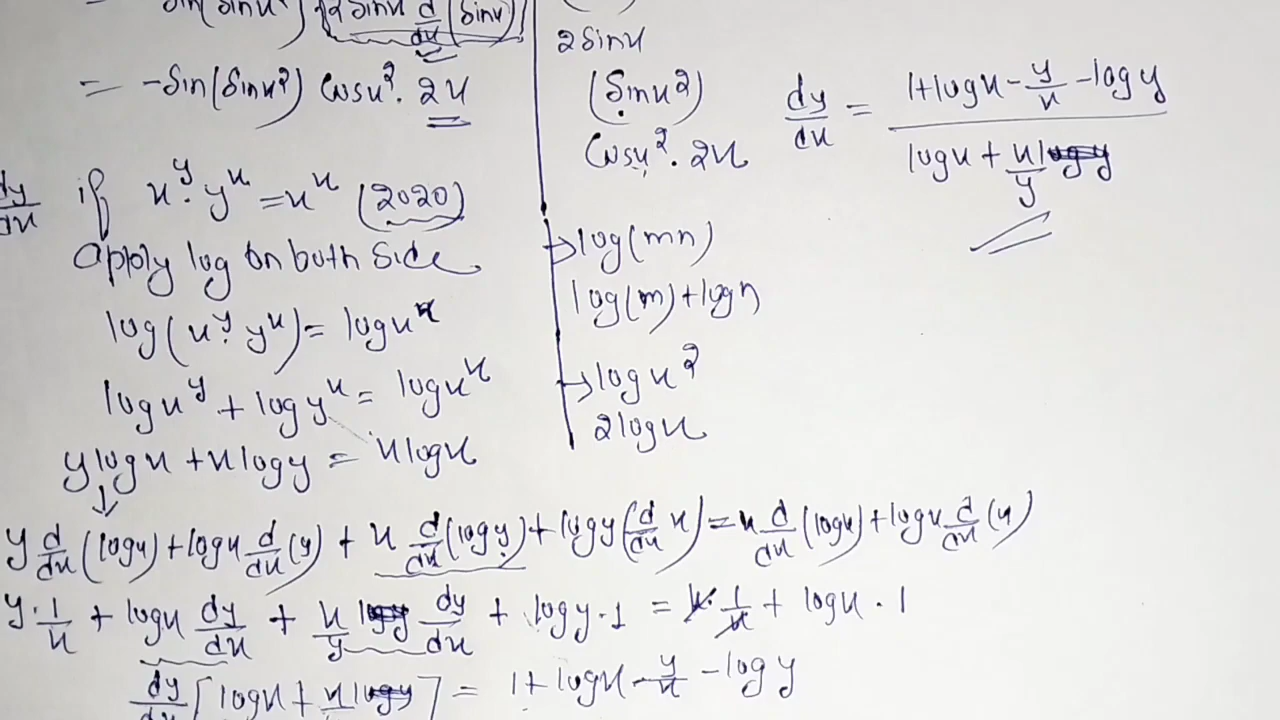 = -Sin(Sinx²) Cosx². 2x
dy/dx if x^y. y^x = x^x (2020)
apply log on both side
log(x^y. y^x) = logx^x
logx^y + logy^x = logx^x
ylogx + xlogy = xlogx
y d/dx (logx) + logx d/dx (y) + x d/dx (logy) + logy (d/dx x) = x d/dx (logx) + logx d/dx (x)
y. 1/x + logx dy/dx + x/y dy/dx + logy.1 = x. 1/x + logx . 1
dy/dx [logx + x/y] = 1+logx - y/x - logy
2Sinx
(Sinx²)
Cosx². 2x
→log(mn)
log(m)+logn
→logx²
2logx
dy/dx = (1+logx - y/x - logy)/(logx + x/y)